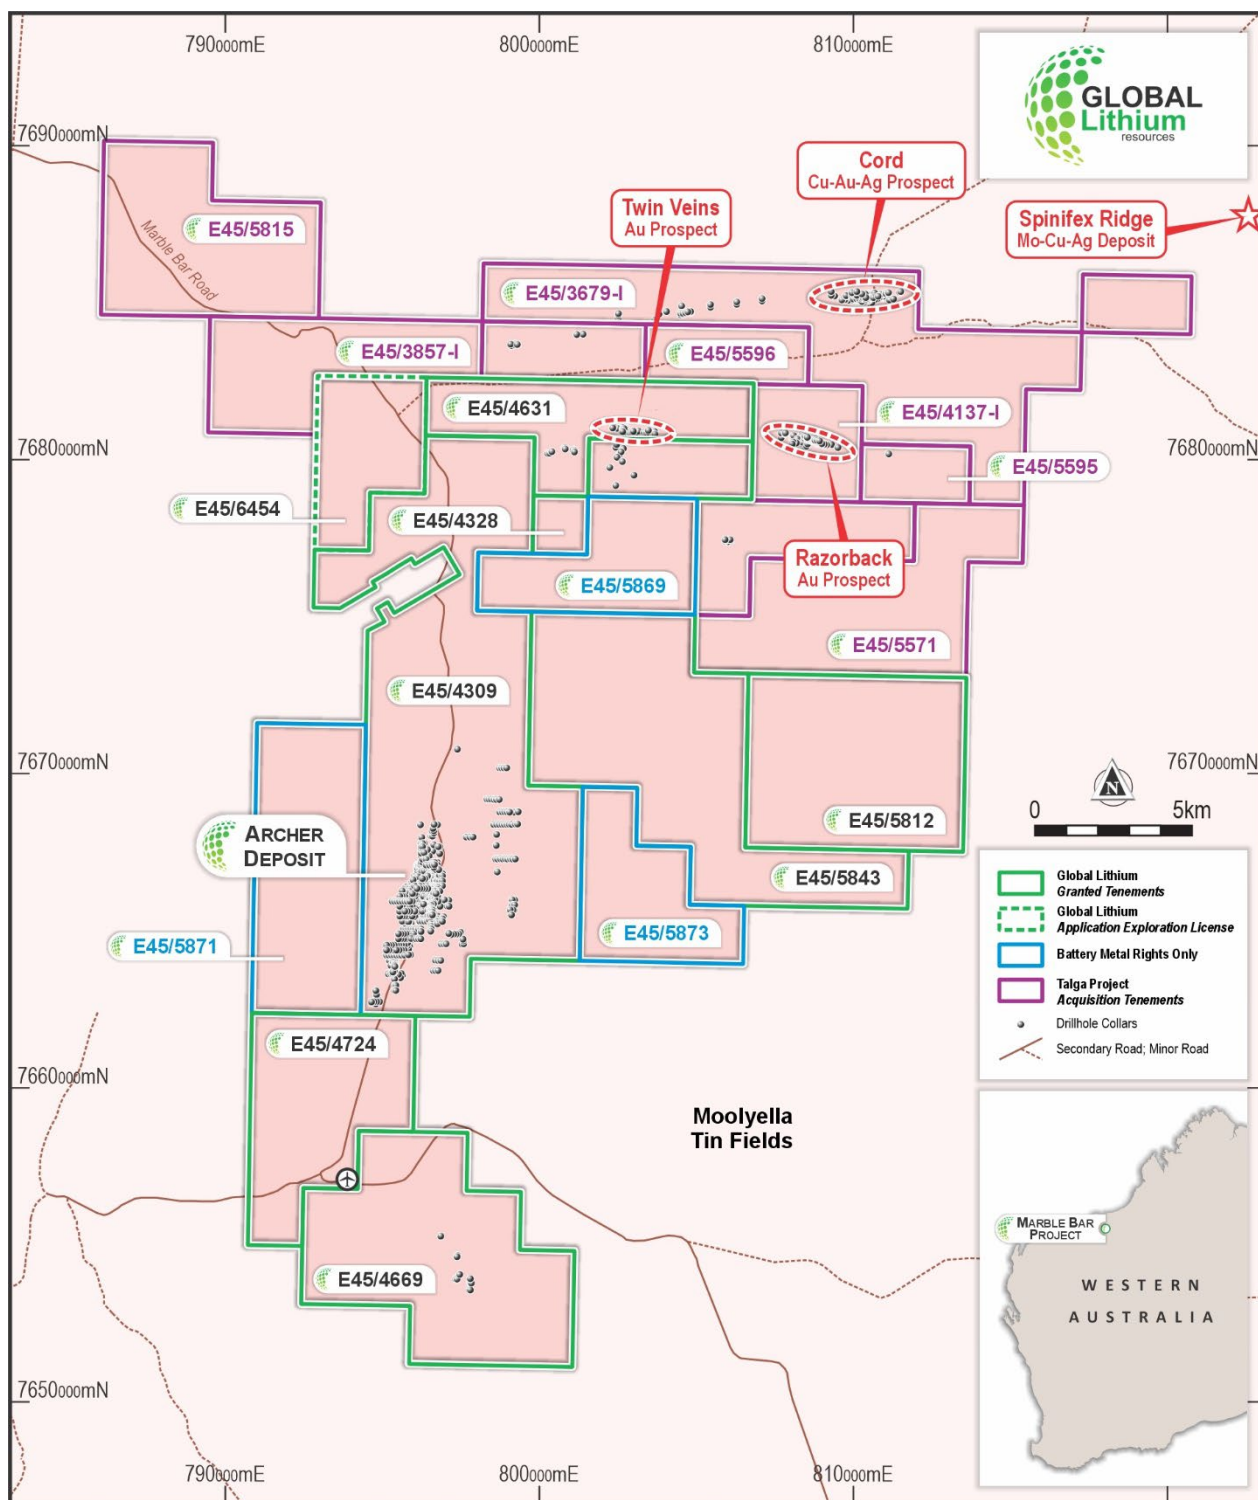 790000mE
800000mE
810000mE
GLOBAL
Lithium
resources
7690000mN
Cord
Cu-Au-Ag Prospect
Twin Veins
Au Prospect
Spinifex Ridge
Mo-Cu-Ag Deposit
E45/5815
Marble Bar Road
E45/3679-I
E45/3857-I
E45/5596
E45/4631
E45/4137-I
7680000mN
7680000mN
E45/5595
E45/6454
E45/4328
Razorback
Au Prospect
E45/5869
E45/5571
E45/4309
7670000mN
7670000mN
N
0
5km
E45/5812
ARCHER
DEPOSIT
E45/5843
Global Lithium
Granted Tenements
Global Lithium
Application Exploration License
Battery Metal Rights Only
Talga Project
Acquisition Tenements
Drillhole Collars
Secondary Road; Minor Road
E45/5871
E45/5873
E45/4724
7660000mN
Moolyella
Tin Fields
MARBLE BAR
PROJECT
WESTERN
AUSTRALIA
E45/4669
7650000mN
790000mE
800000mE
810000mE